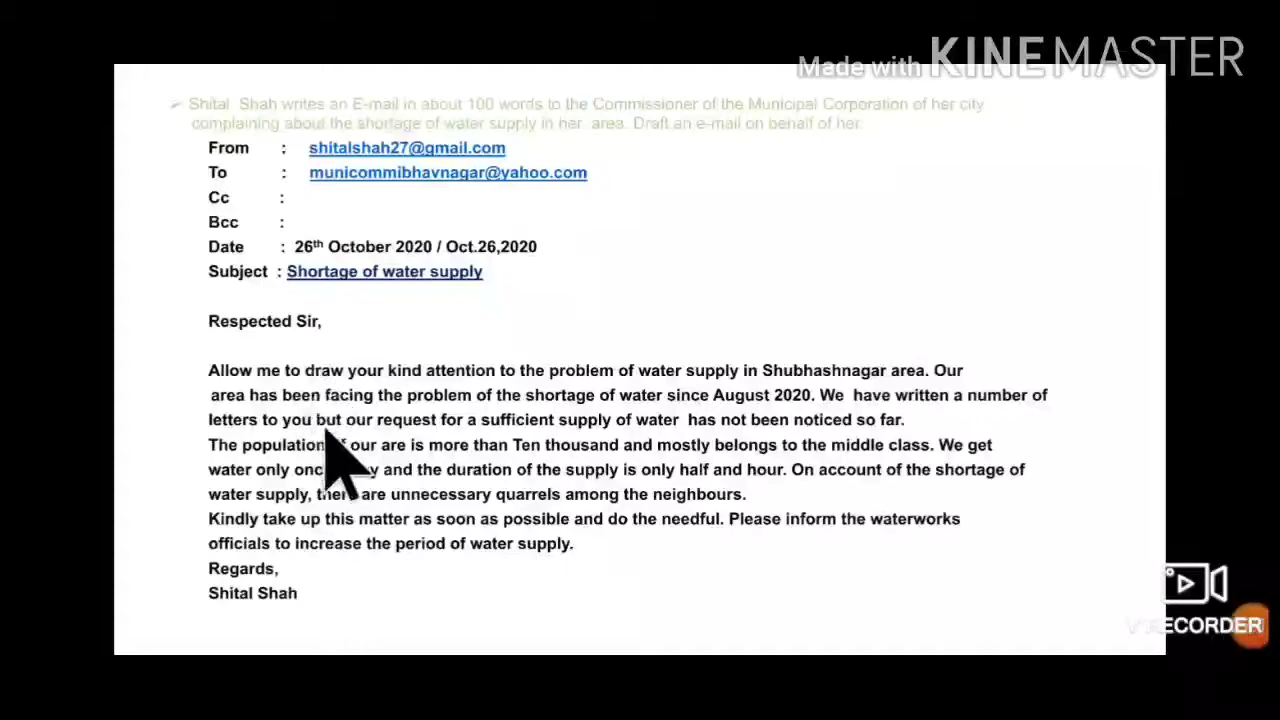 Made with KINEMASTER
➤ Shital Shah writes an E-mail in about 100 words to the Commissioner of the Municipal Corporation of her city
complaining about the shortage of water supply in her area. Draft an e-mail on behalf of her.
From : shitalshah27@gmail.com
To : municommibhavnagar@yahoo.com
Cc :
Bcc :
Date : 26th October 2020 / Oct.26,2020
Subject : Shortage of water supply
Respected Sir,
Allow me to draw your kind attention to the problem of water supply in Shubhashnagar area. Our
area has been facing the problem of the shortage of water since August 2020. We have written a number of
letters to you but our request for a sufficient supply of water has not been noticed so far.
The population our are is more than Ten thousand and mostly belongs to the middle class. We get
water only and the duration of the supply is only half and hour. On account of the shortage of
water supply, there are unnecessary quarrels among the neighbours.
Kindly take up this matter as soon as possible and do the needful. Please inform the waterworks
officials to increase the period of water supply.
Regards,
Shital Shah
V RECORDER